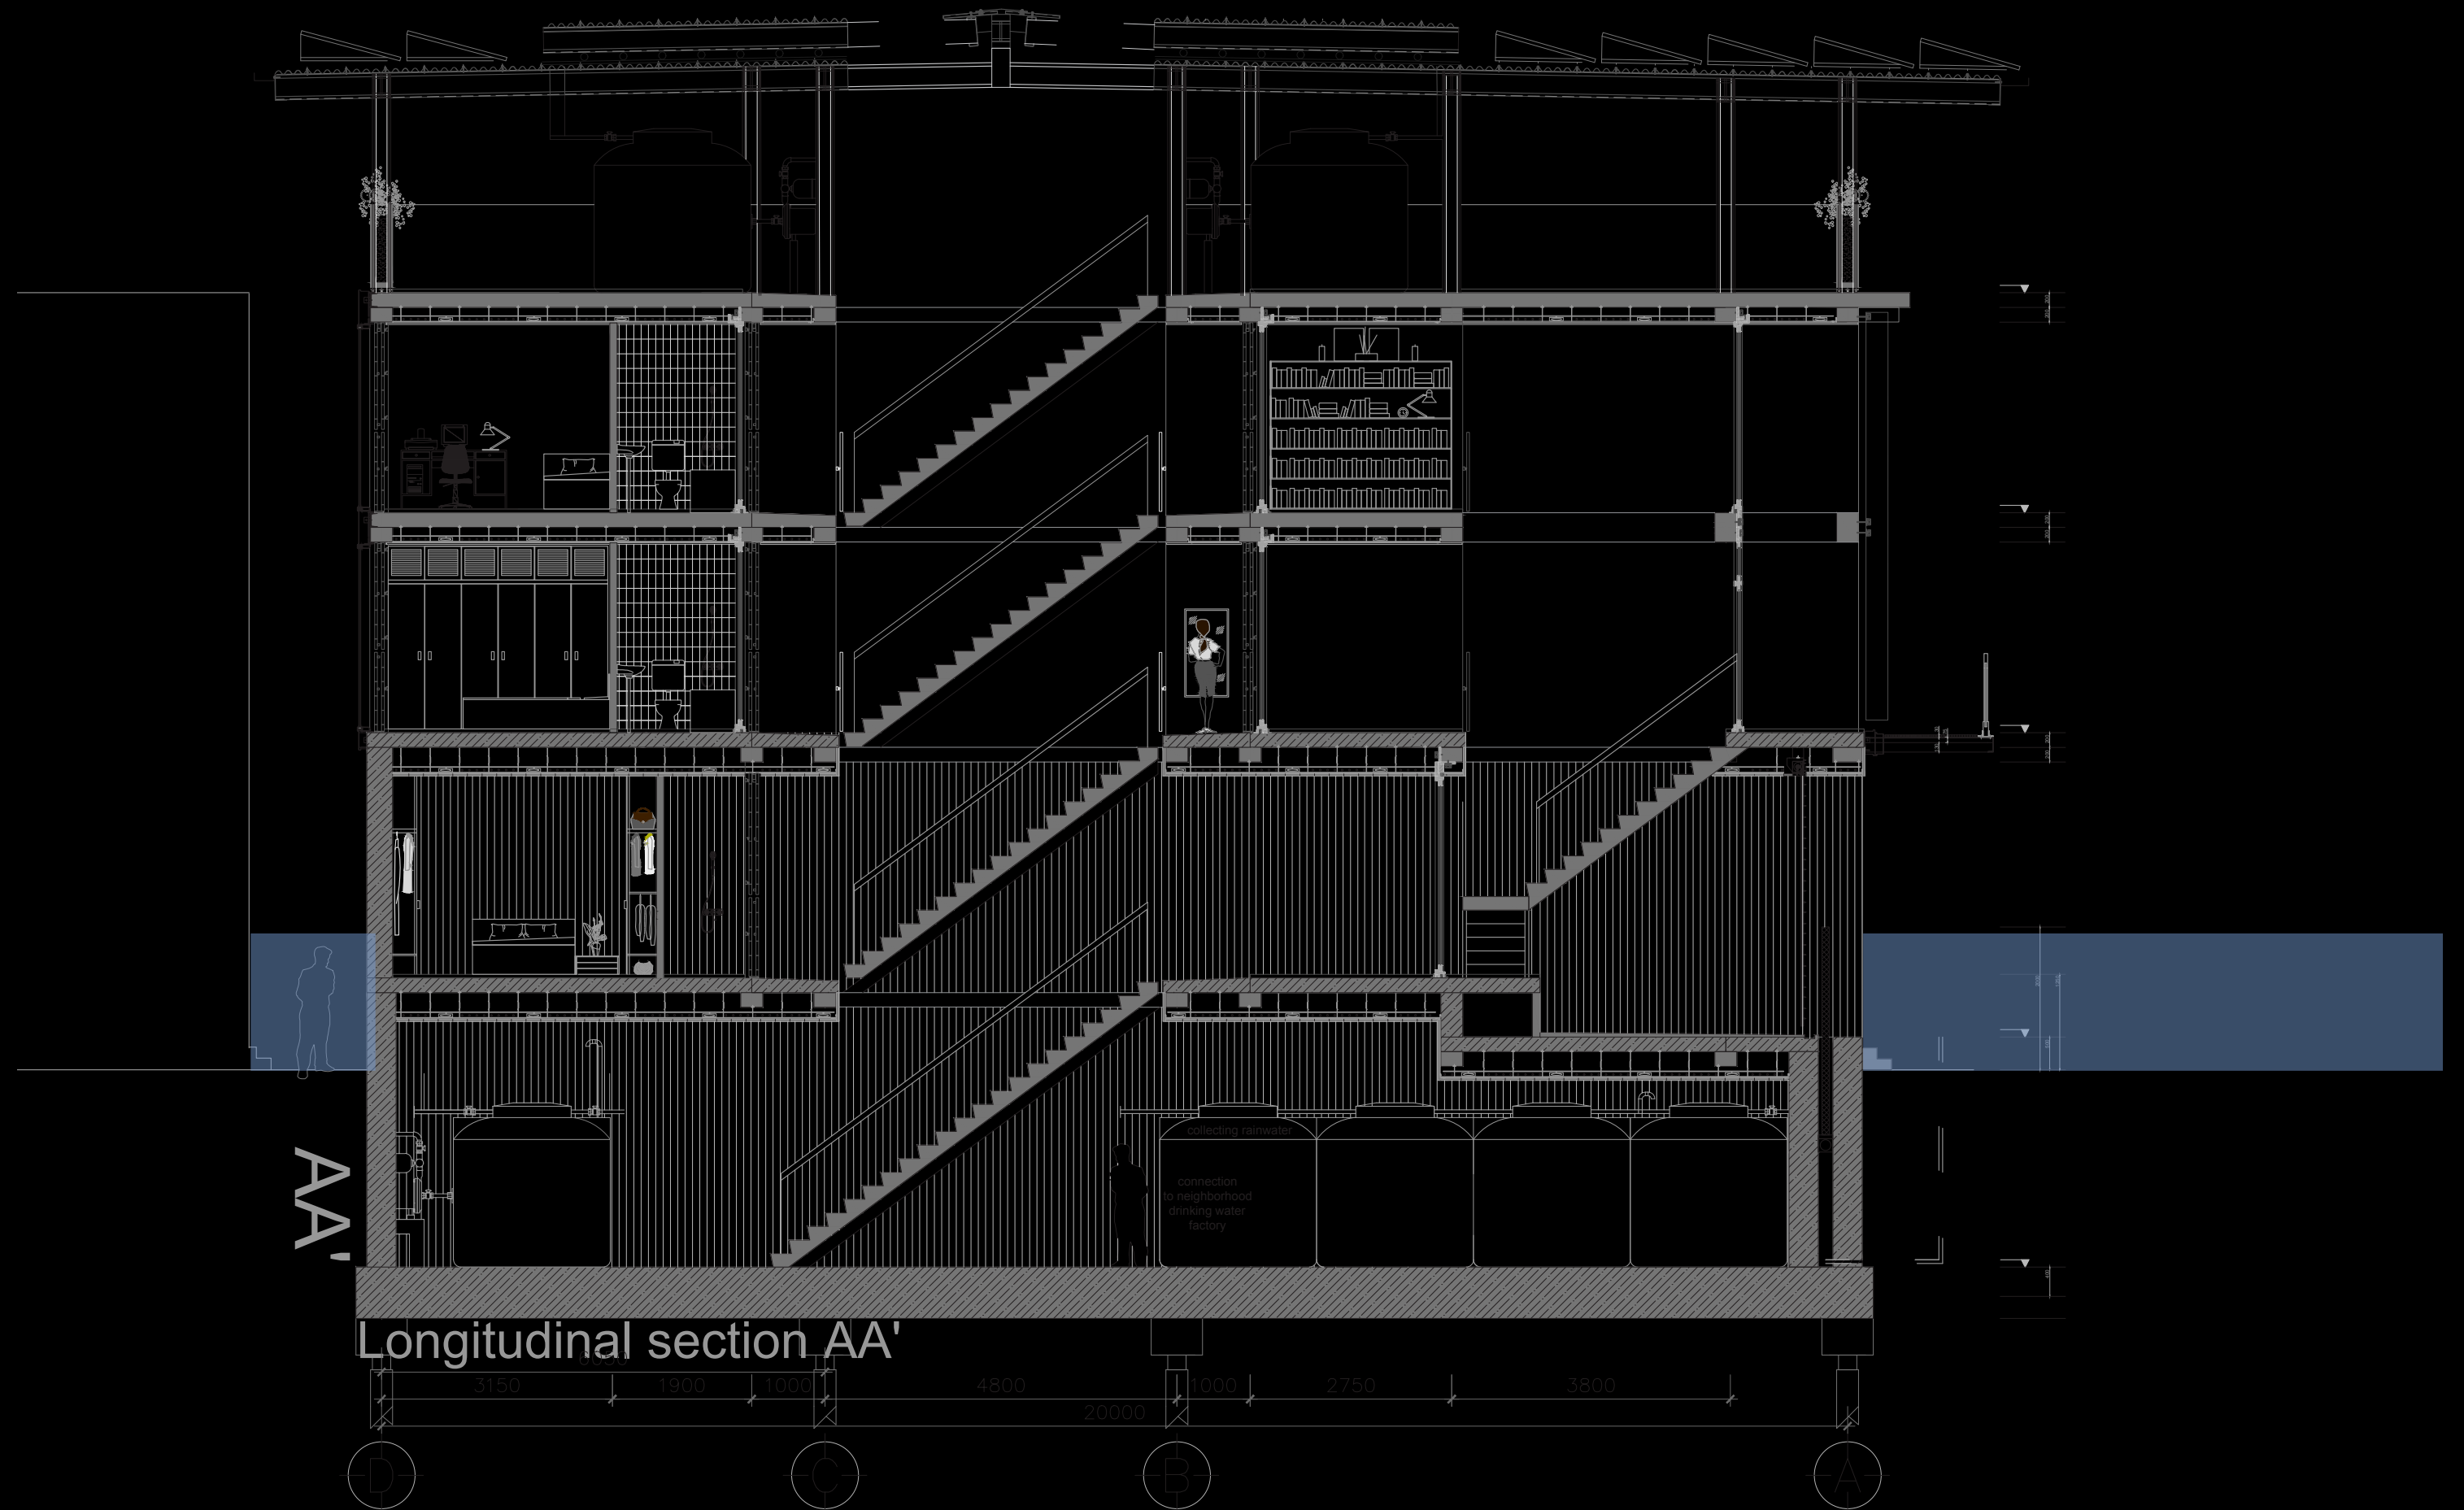 collecting rainwater
connection
to neighborhood
drinking water
factory
AA'
Longitudinal section AA'
6050
3150
1900
1000
4800
1000
2750
3800
20000
D
C
B
A